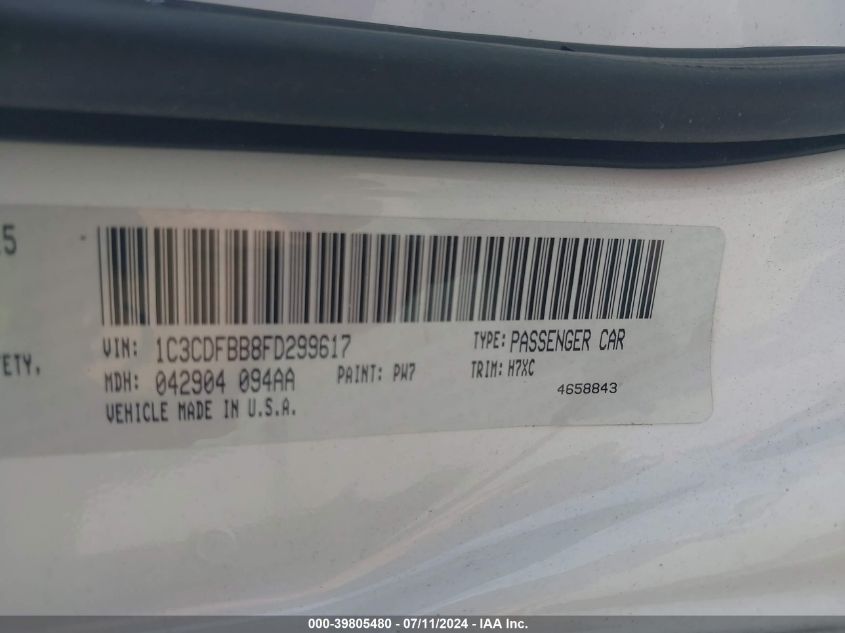 15
VIN: 1C3CDFBB8FD299617 TYPE: PASSENGER CAR
ETY, MDH: 042904 094AA PAINT: PW7 TRIM: H7XC
VEHICLE MADE IN U.S.A. 4658843
000-39805480 - 07/11/2024 - IAA Inc.